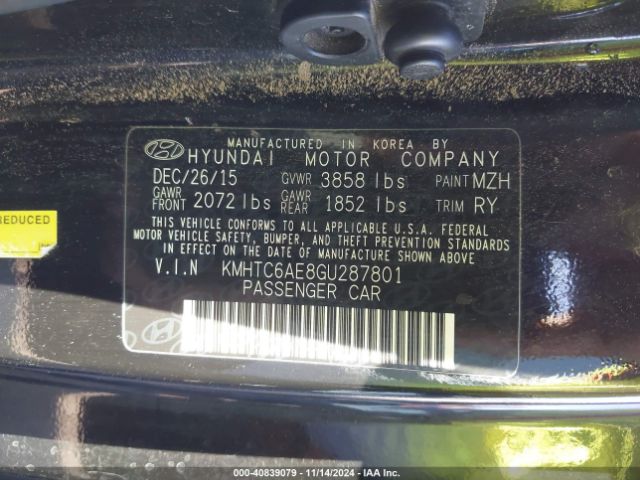 MANUFACTURED IN KOREA BY
HYUNDAI MOTOR COMPANY
DEC/26/15 GVWR 3858 lbs PAINT MZH
GAWR FRONT 2072 lbs GAWR REAR 1852 lbs TRIM RY
THIS VEHICLE CONFORMS TO ALL APPLICABLE U.S.A. FEDERAL
MOTOR VEHICLE SAFETY, BUMPER, AND THEFT PREVENTION STANDARDS
IN EFFECT ON THE DATE OF MANUFACTURE SHOWN ABOVE.
V.I.N KMHTC6AE8GU287801
PASSENGER CAR
REDUCED
000-40839079 - 11/14/2024 - IAA Inc.